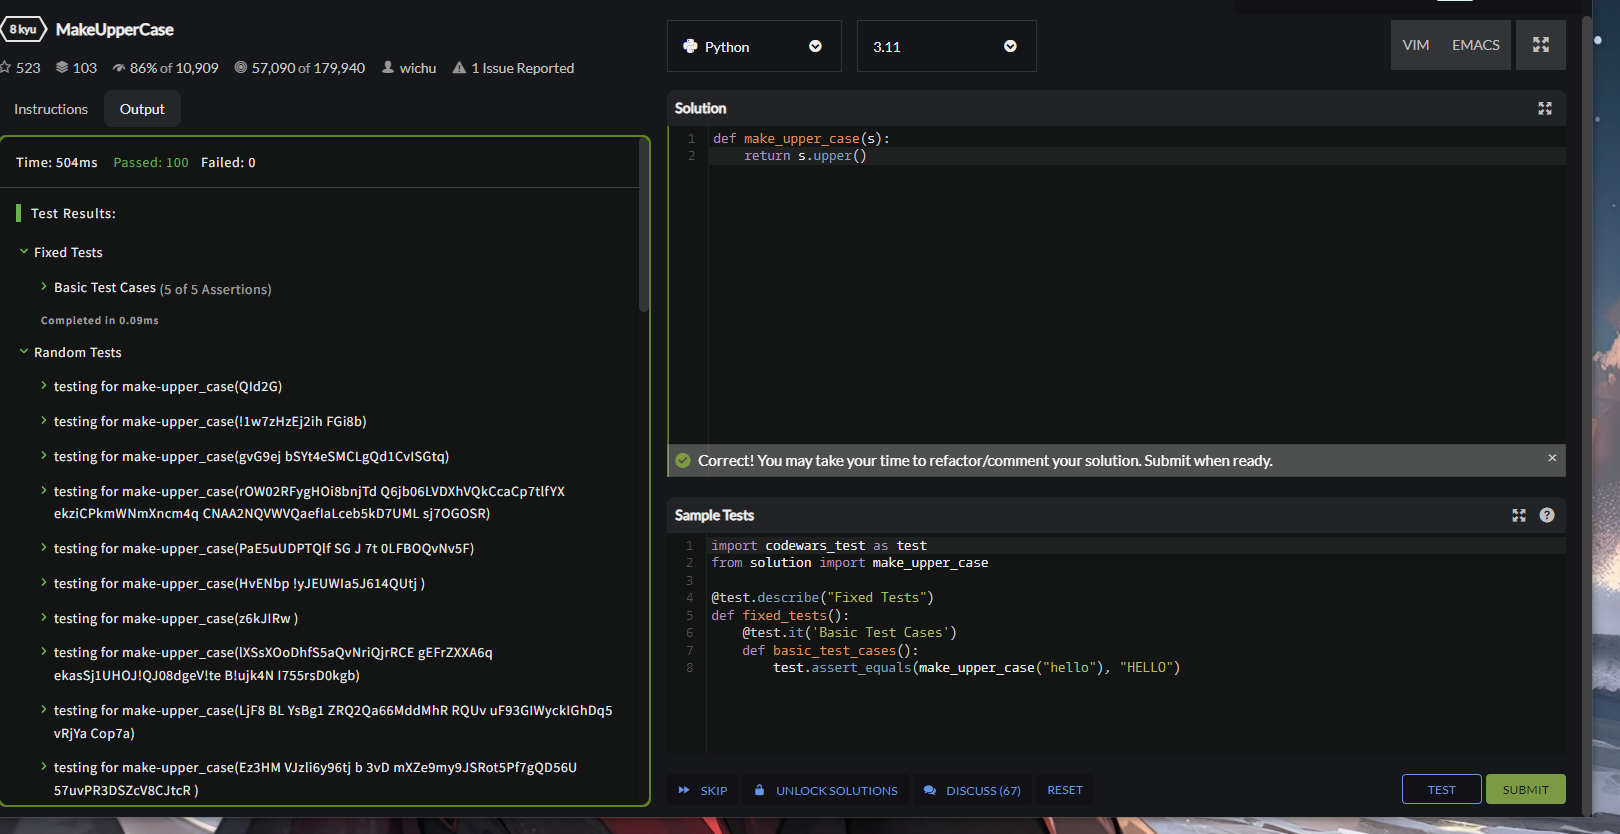 8 kyu MakeUpperCase
523 103 86% of 10,909 57,090 of 179,940 wichu 1 Issue Reported
Instructions Output
Time: 504ms Passed: 100 Failed: 0
Test Results:
Fixed Tests
Basic Test Cases (5 of 5 Assertions)
Completed in 0.09ms
Random Tests
testing for make-upper_case(QId2G)
testing for make-upper_case(!1w7zHzEj2ih FGi8b)
testing for make-upper_case(gvG9ej bSYt4eSMCLgQd1CvISGtq)
testing for make-upper_case(rOW02RFygHOi8bnjTd Q6jb06LVDXhVQkCcaCp7tlfYX
ekziCPkmWNmXncm4q CNAA2NQVWVQaefIaLceb5kD7UML sj7OGOSR)
testing for make-upper_case(PaE5uUDPTQlf SG J 7t 0LFBOQvNv5F)
testing for make-upper_case(HvENbp !yJEUWIa5J614QUtj )
testing for make-upper_case(z6kJIRw )
testing for make-upper_case(lXSsXOoDhfS5aQvNriQjrRCE gEFrZXXA6q
ekasSj1UHOJ!QJ08dgeV!te B!ujk4N I755rsD0kgb)
testing for make-upper_case(LjF8 BL YsBg1 ZRQ2Qa66MddMhR RQUv uF93GlWyckIGhDq5
vRjYa Cop7a)
testing for make-upper_case(Ez3HM VJzli6y96tj b 3vD mXZe9my9JSRot5Pf7gQD56U
57uvPR3DSZcV8CJtcR )
Python 3.11 VIM EMACS
Solution
1 def make_upper_case(s):
2 return s.upper()
Correct! You may take your time to refactor/comment your solution. Submit when ready. ×
Sample Tests ?
1 import codewars_test as test
2 from solution import make_upper_case
3
4 @test.describe("Fixed Tests")
5 def fixed_tests():
6 @test.it('Basic Test Cases')
7 def basic_test_cases():
8 test.assert_equals(make_upper_case("hello"), "HELLO")
SKIP UNLOCK SOLUTIONS DISCUSS (67) RESET TEST SUBMIT